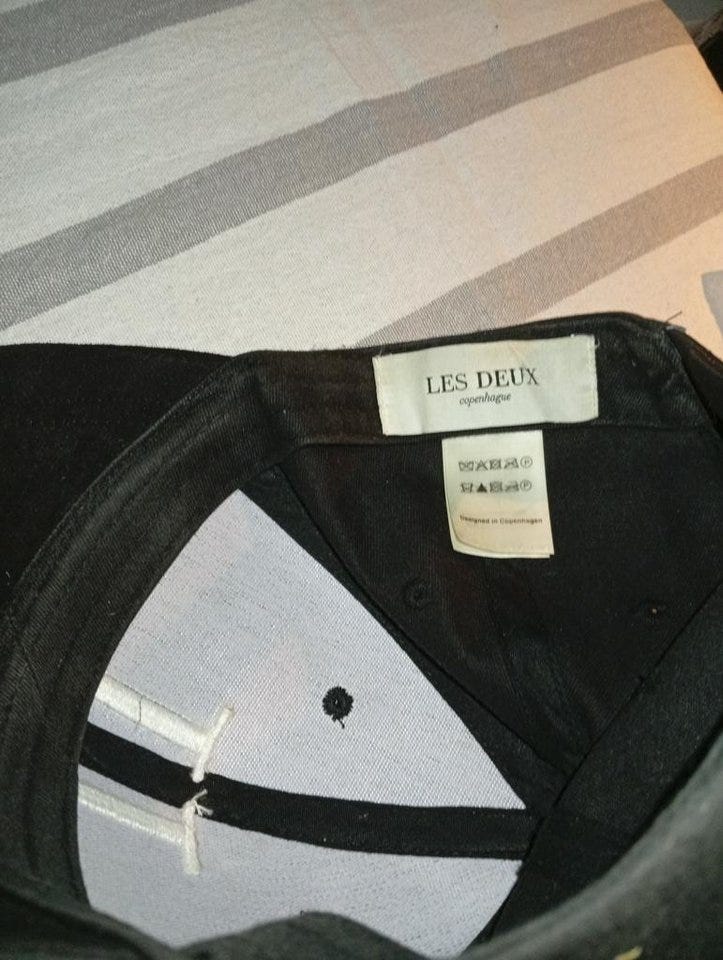 LES DEUX
copenhague
Designed in Copenhagen